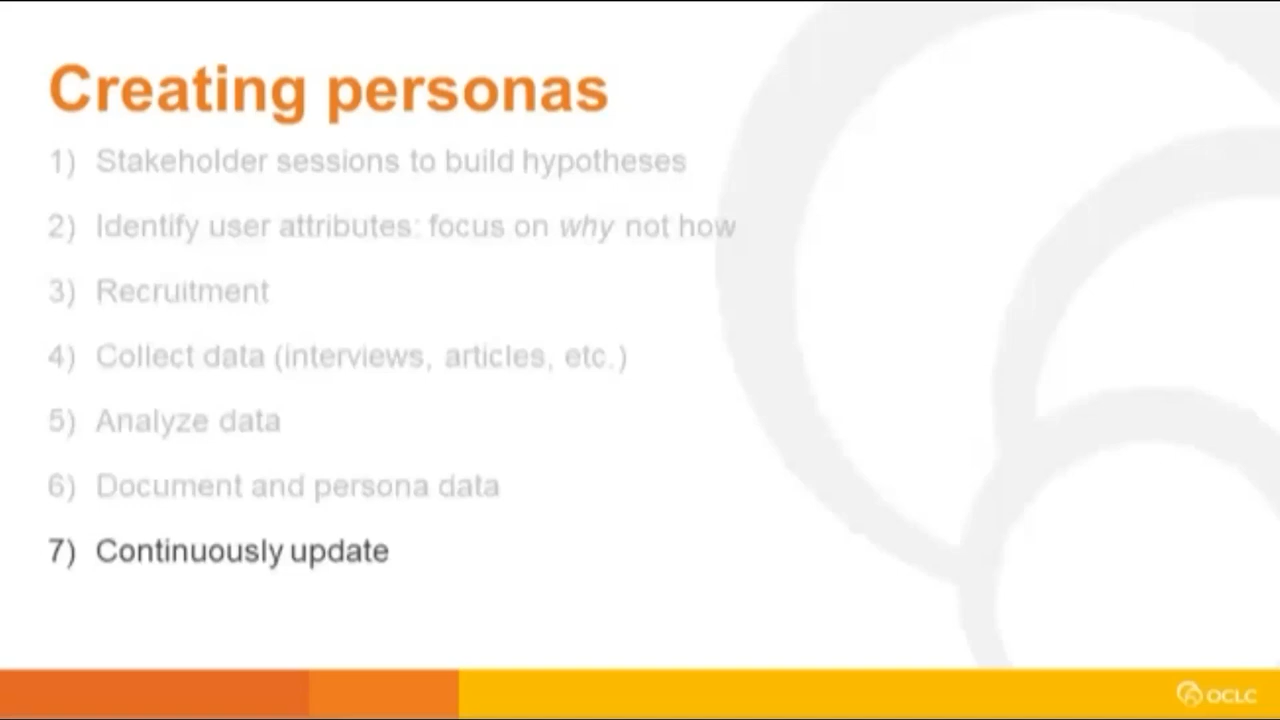 Creating personas
1) Stakeholder sessions to build hypotheses
2) Identify user attributes: focus on why not how
3) Recruitment
4) Collect data (interviews, articles, etc.)
5) Analyze data
6) Document and persona data
7) Continuously update
OCLC